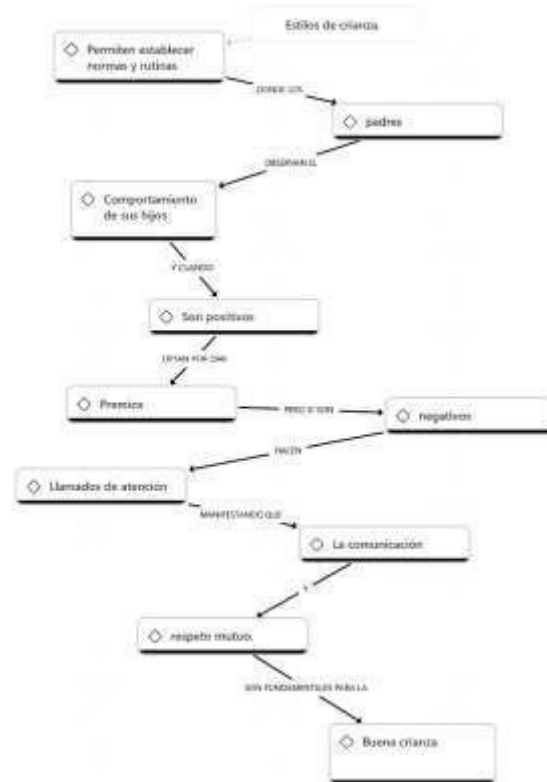 Estilos de crianza
Permiten establecer
normas y rutinas
DONDE LOS
padres
OBSERVAN EL
Comportamiento
de sus hijos
Y CUANDO
Son positivos
OPTAN POR DAR
Premios
PERO SI SON
negativos
HACEN
Llamados de atención
MANIFESTANDO QUE
La comunicación
Y
respeto mutuo.
SON FUNDAMENTALES PARA LA
Buena crianza